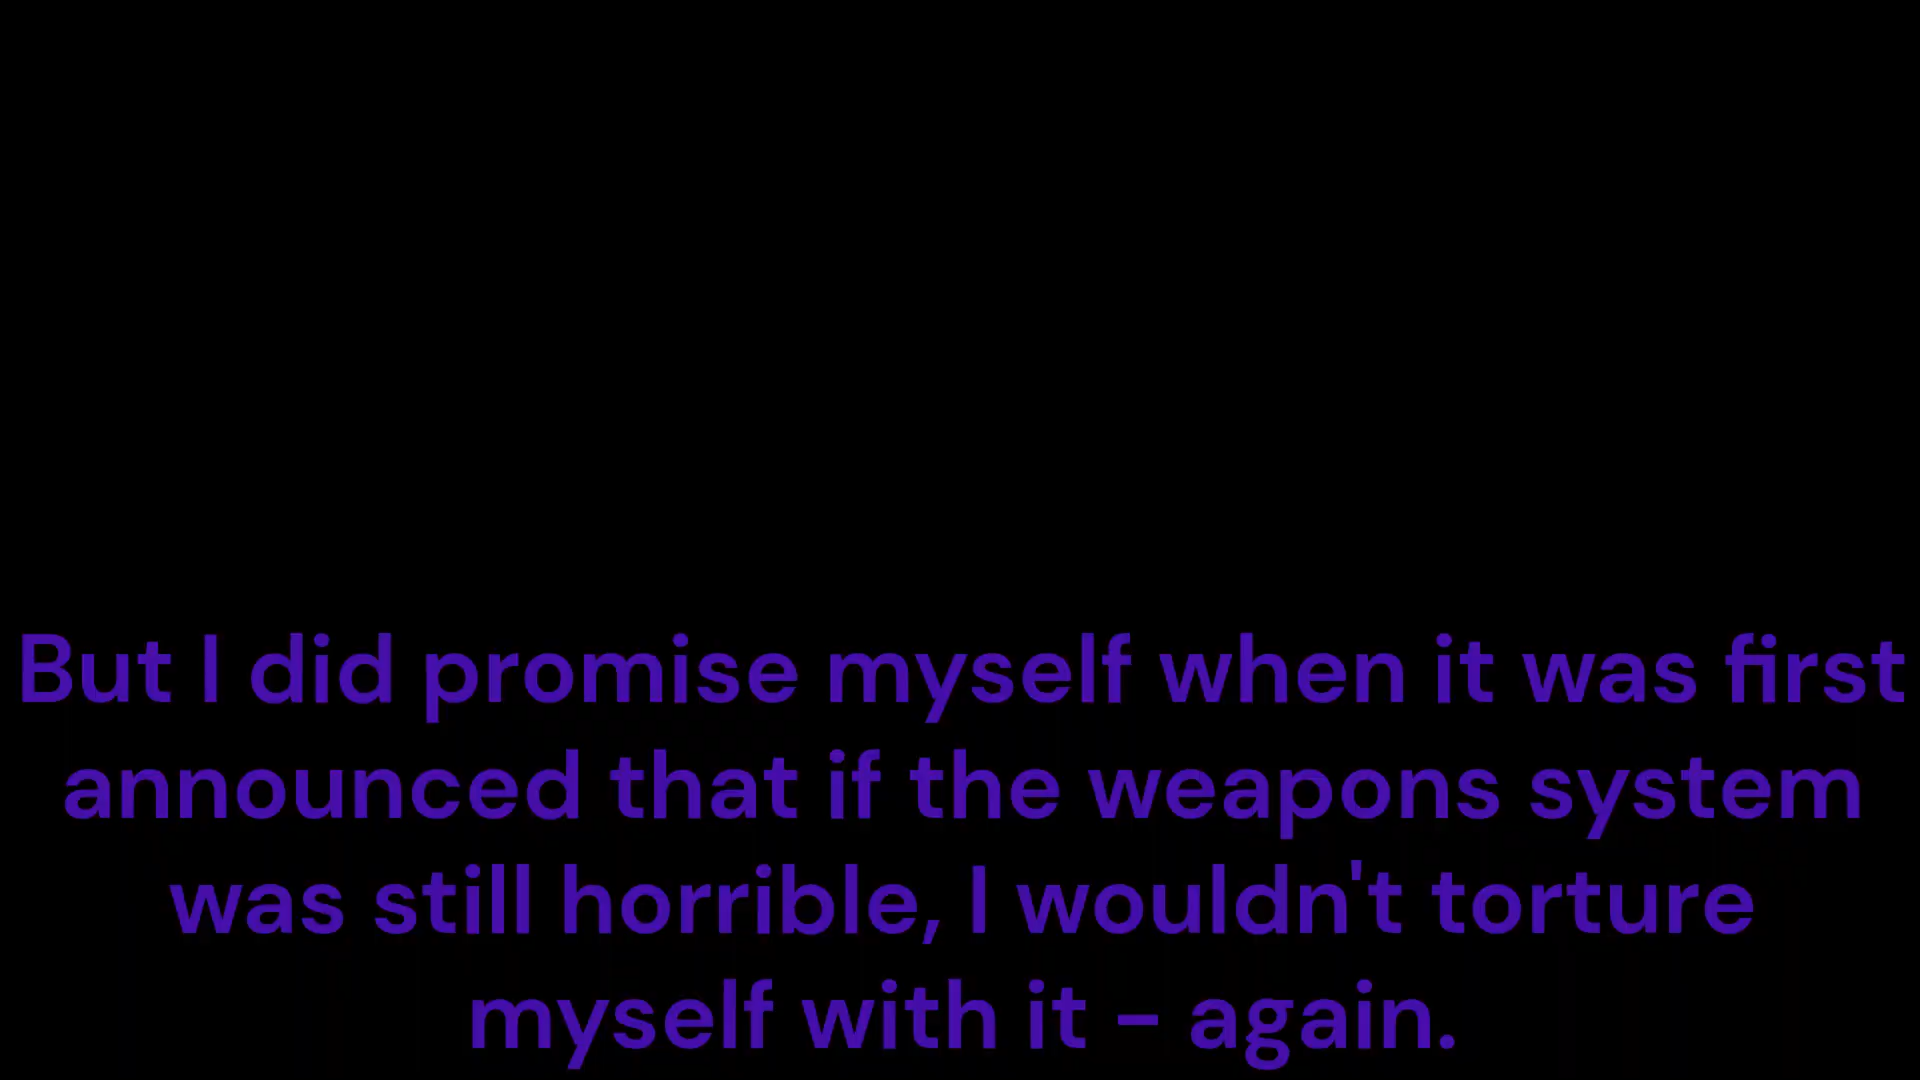 But I did promise myself when it was first
announced that if the weapons system
was still horrible, I wouldn't torture
myself with it - again.